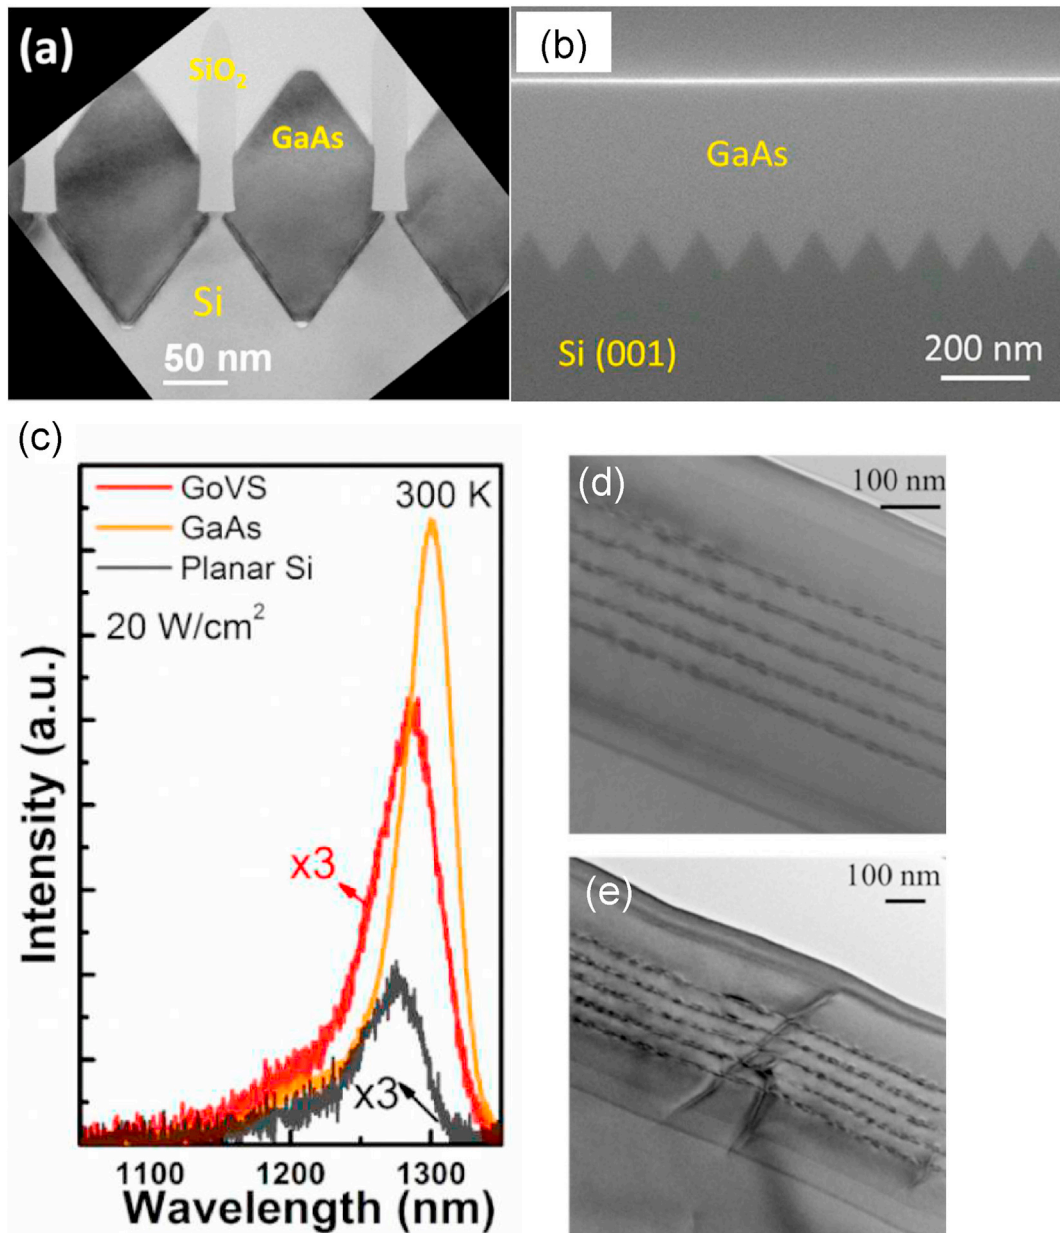 (a)
SiO₂
GaAs
Si
50 nm
(b)
GaAs
Si (001)
200 nm
(c)
GoVS
GaAs
Planar Si
300 K
20 W/cm²
x3
x3
Intensity (a.u.)
1100
1200
1300
Wavelength (nm)
(d)
100 nm
(e)
100 nm